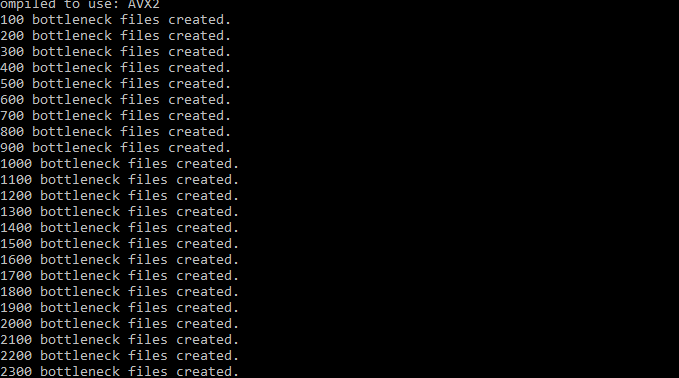 ompiled to use: AVX2
100 bottleneck files created.
200 bottleneck files created.
300 bottleneck files created.
400 bottleneck files created.
500 bottleneck files created.
600 bottleneck files created.
700 bottleneck files created.
800 bottleneck files created.
900 bottleneck files created.
1000 bottleneck files created.
1100 bottleneck files created.
1200 bottleneck files created.
1300 bottleneck files created.
1400 bottleneck files created.
1500 bottleneck files created.
1600 bottleneck files created.
1700 bottleneck files created.
1800 bottleneck files created.
1900 bottleneck files created.
2000 bottleneck files created.
2100 bottleneck files created.
2200 bottleneck files created.
2300 bottleneck files created.